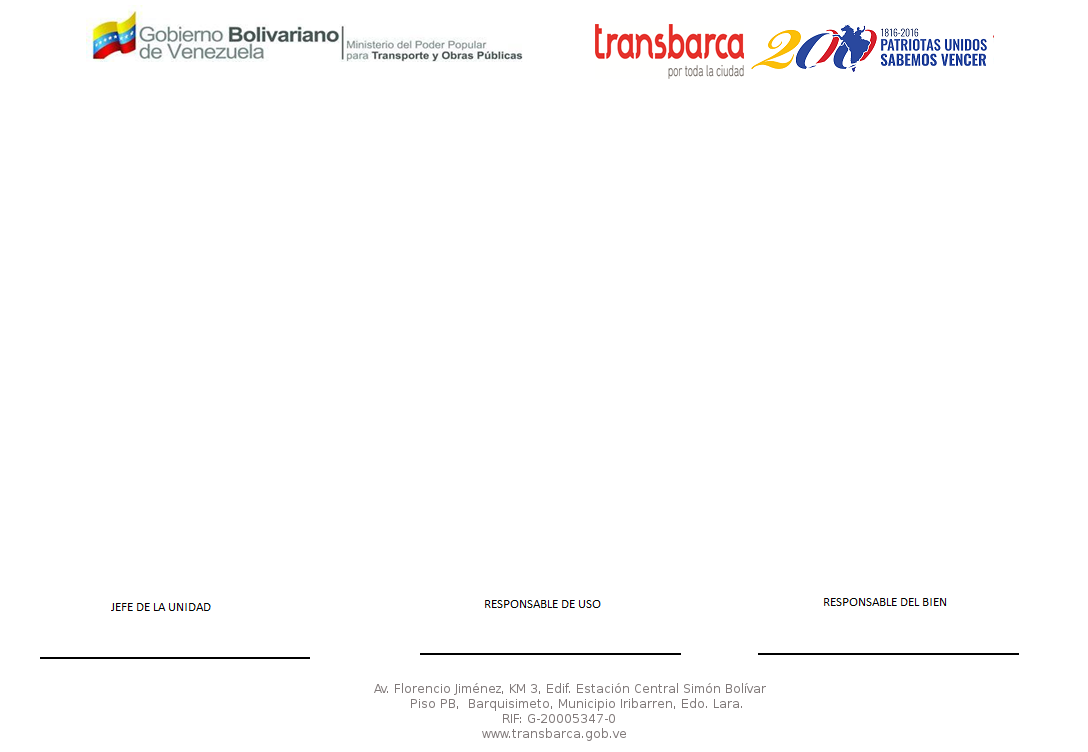 Gobierno Bolivariano
de Venezuela
Ministerio del Poder Popular
para Transporte y Obras Públicas
transbarca
por toda la ciudad
200
1816-2016
PATRIOTAS UNIDOS
SABEMOS VENCER
JEFE DE LA UNIDAD
RESPONSABLE DE USO
RESPONSABLE DEL BIEN
Av. Florencio Jiménez, KM 3, Edif. Estación Central Simón Bolívar
Piso PB,  Barquisimeto, Municipio Iribarren, Edo. Lara.
RIF: G-20005347-0
www.transbarca.gob.ve